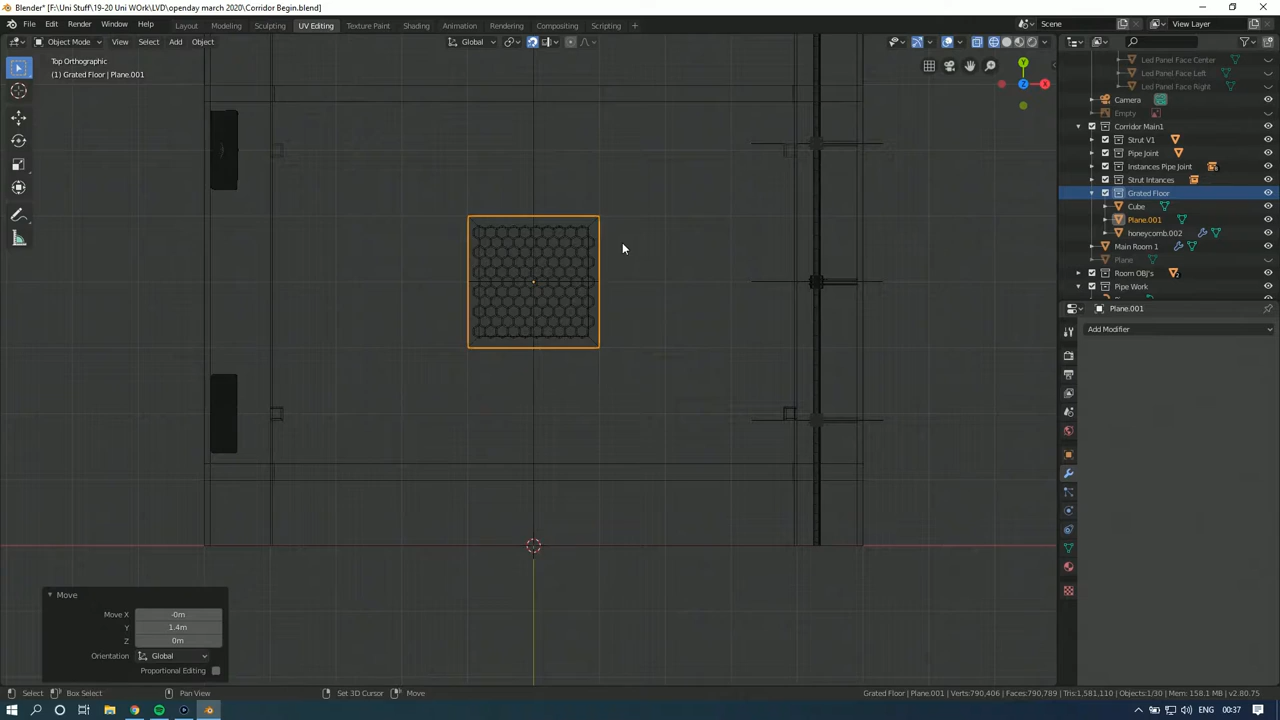 Blender* [F:\Uni Stuff\19-20 Uni WOrk\LVD\openday march 2020\Corridor Begin.blend]
File Edit Render Window Help Layout Modeling Sculpting UV Editing Texture Paint Shading Animation Rendering Compositing Scripting Scene View Layer
Object Mode View Select Add Object Global
Top Orthographic
(1) Grated Floor | Plane.001
Y
X
Z
Led Panel Face Center
Led Panel Face Left
Led Panel Face Right
Camera
Empty
Corridor Main1
Strut V1
Pipe Joint
Instances Pipe Joint
Strut Intances
Grated Floor
Cube
Plane.001
honeycomb.002
Main Room 1
Plane
Room OBJ's
Pipe Work
Plane.001
Add Modifier
Move
Move X -0m
Y 1.4m
Z 0m
Orientation Global
Proportional Editing
Select Box Select Pan View Set 3D Cursor Move Grated Floor | Plane.001 | Verts:790,406 | Faces:790,789 | Tris:1,581,110 | Objects:1/30 | Mem: 158.1 MB | v2.80.75
ENG 00:37